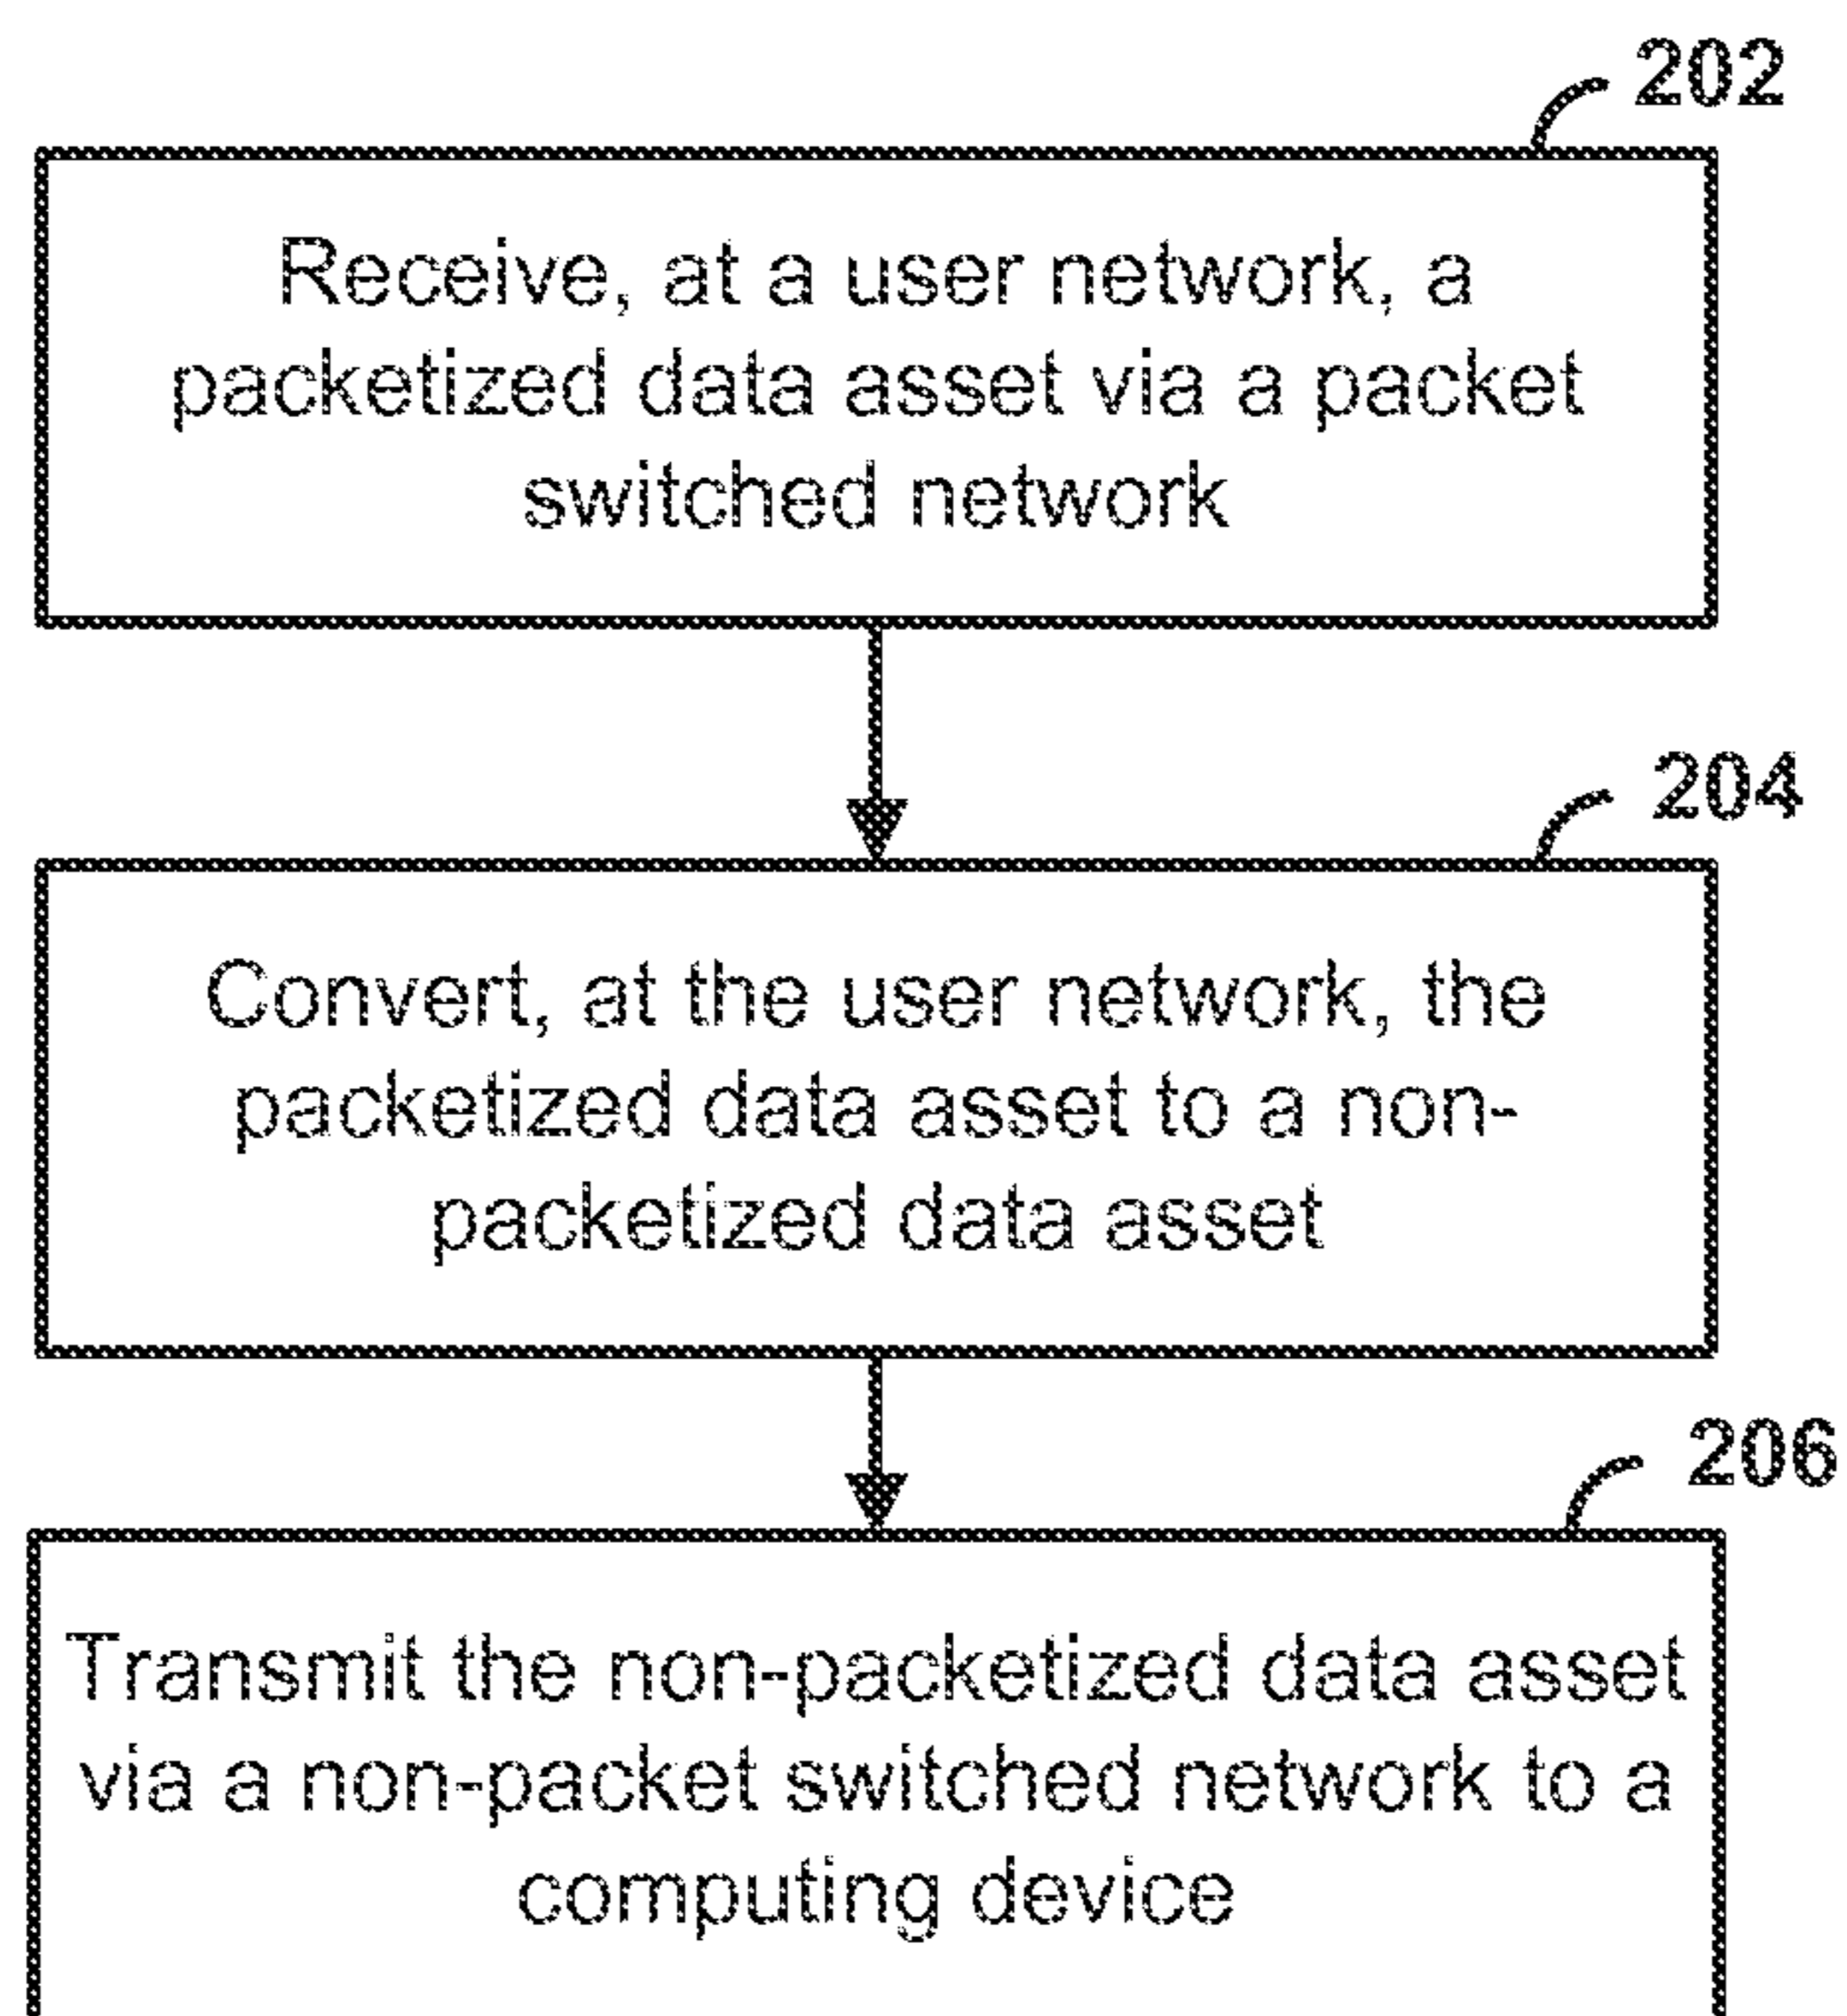 202
Receive, at a user network, a
packetized data asset via a packet
switched network
204
Convert, at the user network, the
packetized data asset to a non-
packetized data asset
206
Transmit the non-packetized data asset
via a non-packet switched network to a
computing device